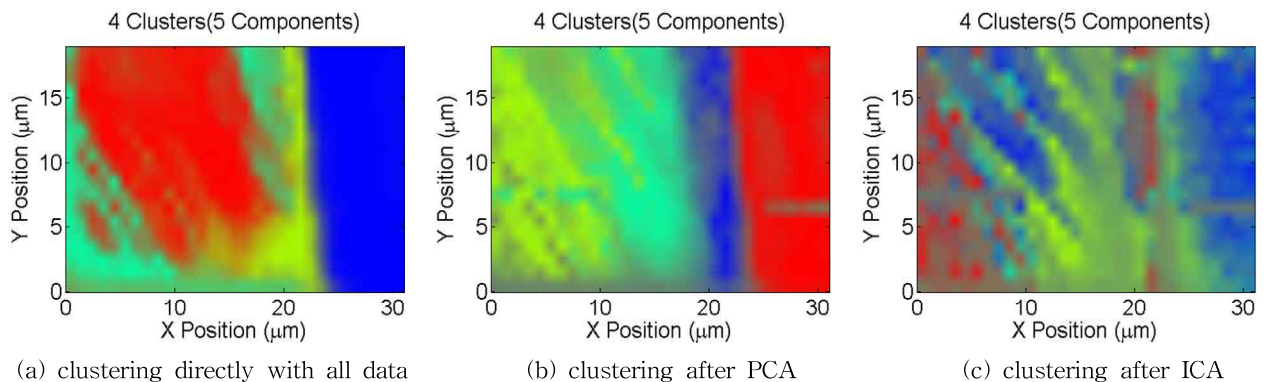 4 Clusters(5 Components)
Y Position (μm)
15
10
5
0
0 10 20 30
X Position (μm)
(a) clustering directly with all data
4 Clusters(5 Components)
Y Position (μm)
15
10
5
0
0 10 20 30
X Position (μm)
(b) clustering after PCA
4 Clusters(5 Components)
Y Position (μm)
15
10
5
0
0 10 20 30
X Position (μm)
(c) clustering after ICA